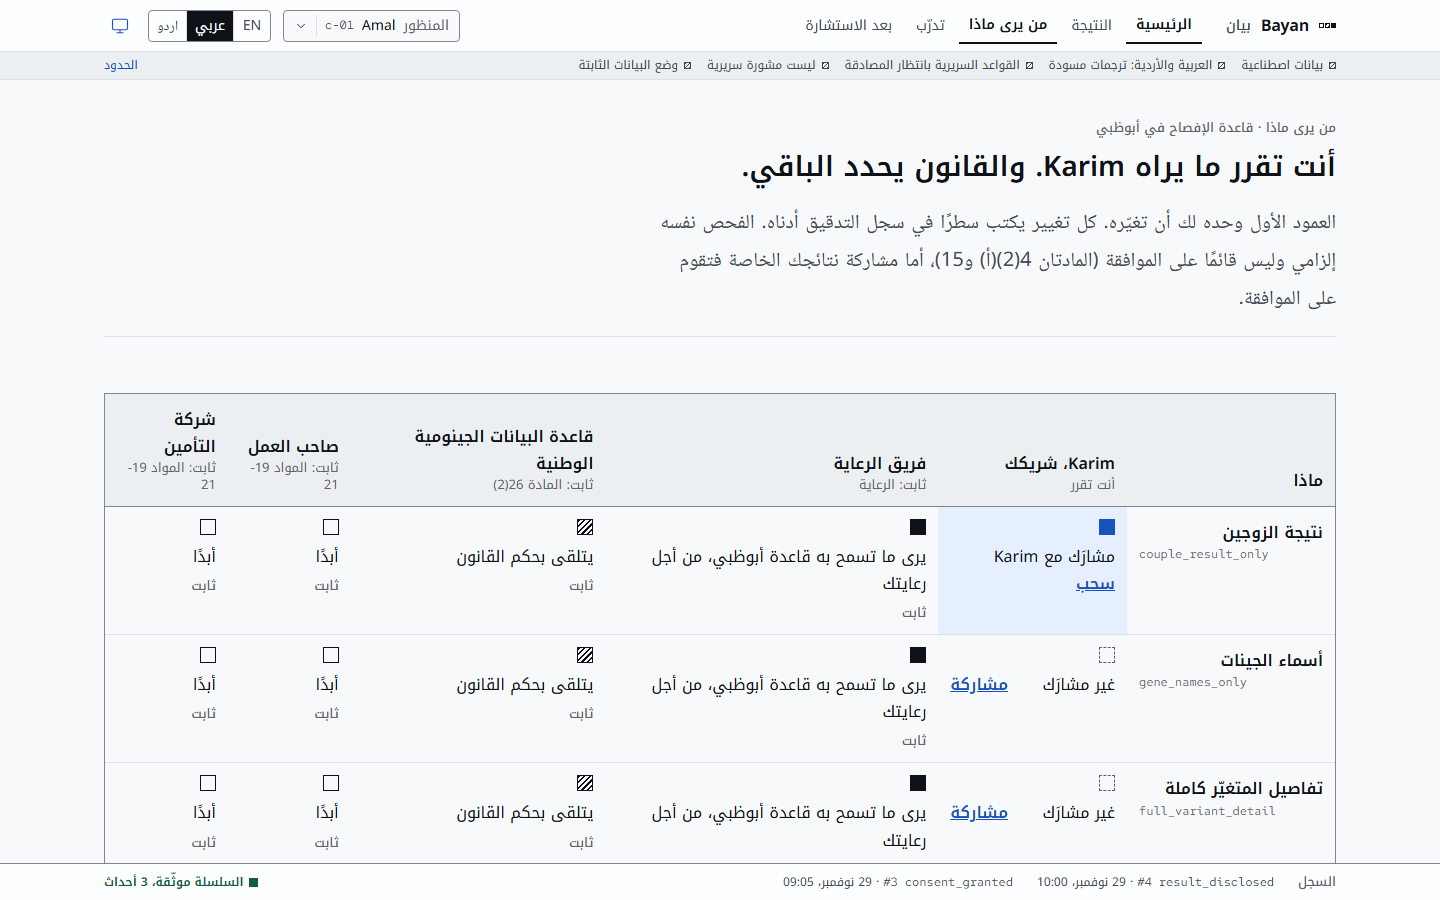 Bayan بيان
الرئيسية
النتيجة
من يرى ماذا
تدرّب
بعد الاستشارة
المنظور Amal c-01
EN
عربي
اردو
بيانات اصطناعية
العربية والأردية: ترجمات مسودة
القواعد السريرية بانتظار المصادقة
ليست مشورة سريرية
وضع البيانات الثابتة
الحدود
من يرى ماذا · قاعدة الإفصاح في أبوظبي
أنت تقرر ما يراه Karim. والقانون يحدد الباقي.
العمود الأول وحده لك أن تغيّره. كل تغيير يكتب سطرًا في سجل التدقيق أدناه. الفحص نفسه
إلزامي وليس قائمًا على الموافقة (المادتان 4(2)(أ) و15)، أما مشاركة نتائجك الخاصة فتقوم
على الموافقة.
ماذا
Karim، شريكك
أنت تقرر
فريق الرعاية
ثابت: الرعاية
قاعدة البيانات الجينومية
الوطنية
ثابت: المادة 26(2)
صاحب العمل
ثابت: المواد 19-
21
شركة
التأمين
ثابت: المواد 19-
21
نتيجة الزوجين
couple_result_only
مشارَك مع Karim
سحب
يرى ما تسمح به قاعدة أبوظبي، من أجل
رعايتك
ثابت
يتلقى بحكم القانون
ثابت
أبدًا
ثابت
أبدًا
ثابت
أسماء الجينات
gene_names_only
غير مشارَك
مشاركة
يرى ما تسمح به قاعدة أبوظبي، من أجل
رعايتك
ثابت
يتلقى بحكم القانون
ثابت
أبدًا
ثابت
أبدًا
ثابت
تفاصيل المتغيّر كاملة
full_variant_detail
غير مشارَك
مشاركة
يرى ما تسمح به قاعدة أبوظبي، من أجل
رعايتك
يتلقى بحكم القانون
ثابت
أبدًا
ثابت
أبدًا
ثابت
السجل
result_disclosed #4 · 29 نوفمبر، 10:00
consent_granted #3 · 29 نوفمبر، 09:05
السلسلة موثّقة، 3 أحداث